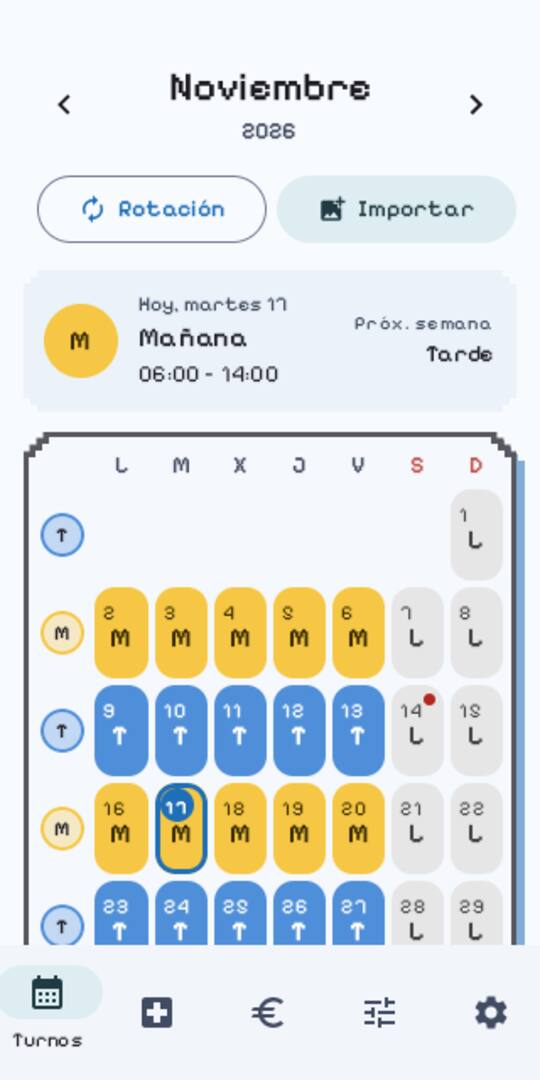 Noviembre
2026
Rotación
Importar
Hoy, martes 17
Mañana
06:00 - 14:00
Próx. semana
Tarde
L M X J V S D
T 1 L
M 2 M 3 M 4 M 5 M 6 M 7 L 8 L
T 9 T 10 T 11 T 12 T 13 T 14 L 15 L
M 16 M 17 M 18 M 19 M 20 M 21 L 22 L
T 23 T 24 T 25 T 26 T 27 T 28 L 29 L
Turnos